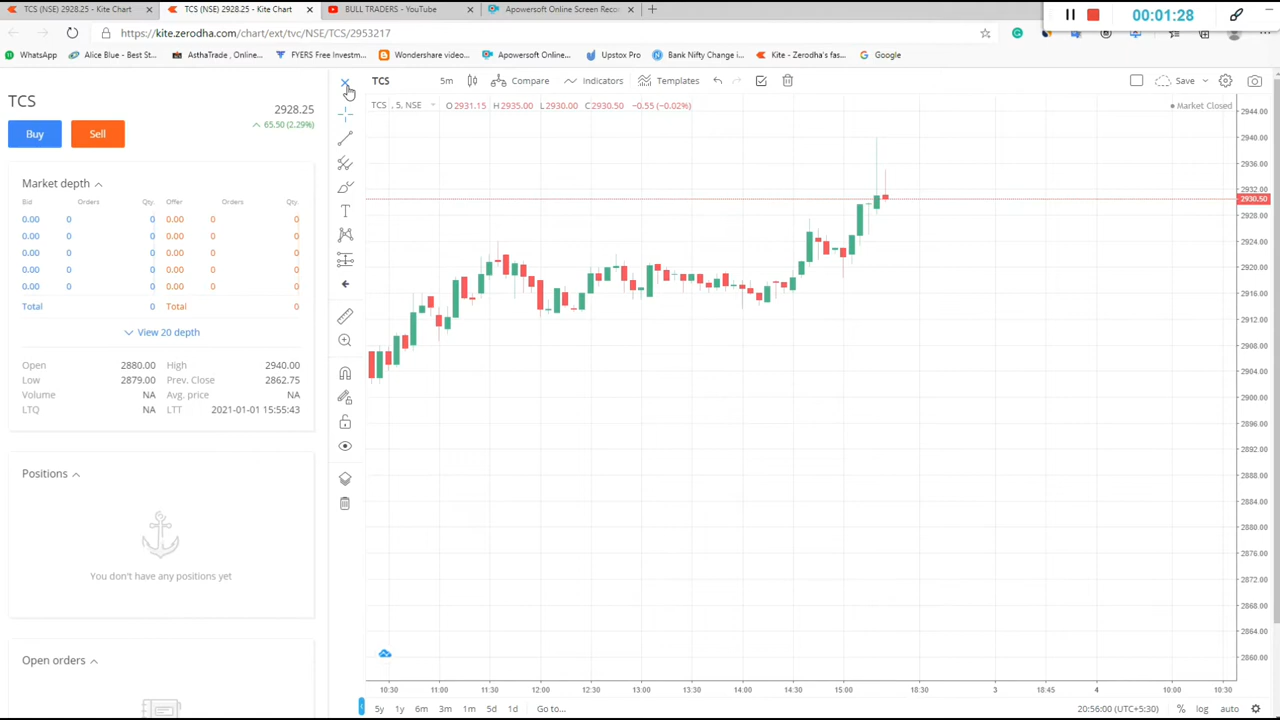 TCS (NSE) 2928.25 - Kite Chart
TCS (NSE) 2928.25 - Kite Chart
BULL TRADERS - YouTube
Apowersoft Online Screen Reco
00:01:28
https://kite.zerodha.com/chart/ext/tvc/NSE/TCS/2953217
WhatsApp
Alice Blue - Best St...
AsthaTrade , Online...
FYERS Free Investm...
Wondershare video...
Apowersoft Online...
Upstox Pro
Bank Nifty Change i...
Kite - Zerodha's fas...
Google
TCS
2928.25
65.50 (2.29%)
Buy
Sell
Market depth
Bid Orders Qty. Offer Orders Qty.
0.00 0 0 0.00 0 0
0.00 0 0 0.00 0 0
0.00 0 0 0.00 0 0
0.00 0 0 0.00 0 0
0.00 0 0 0.00 0 0
Total 0 Total 0
View 20 depth
Open 2880.00 High 2940.00
Low 2879.00 Prev. Close 2862.75
Volume NA Avg. price NA
LTQ NA LTT 2021-01-01 15:55:43
Positions
You don't have any positions yet
Open orders
TCS 5m Compare Indicators Templates Save
TCS , 5, NSE O2931.15 H2935.00 L2930.00 C2930.50 −0.55 (−0.02%)
Market Closed
2944.00
2940.00
2936.00
2932.00
2930.50
2928.00
2924.00
2920.00
2916.00
2912.00
2908.00
2904.00
2900.00
2896.00
2892.00
2888.00
2884.00
2880.00
2876.00
2872.00
2868.00
2864.00
2860.00
10:30 11:00 11:30 12:00 12:30 13:00 13:30 14:00 14:30 15:00 18:30 3 18:45 4 10:00 10:30
5y 1y 6m 3m 1m 5d 1d Go to...
20:56:00 (UTC+5:30) % log auto